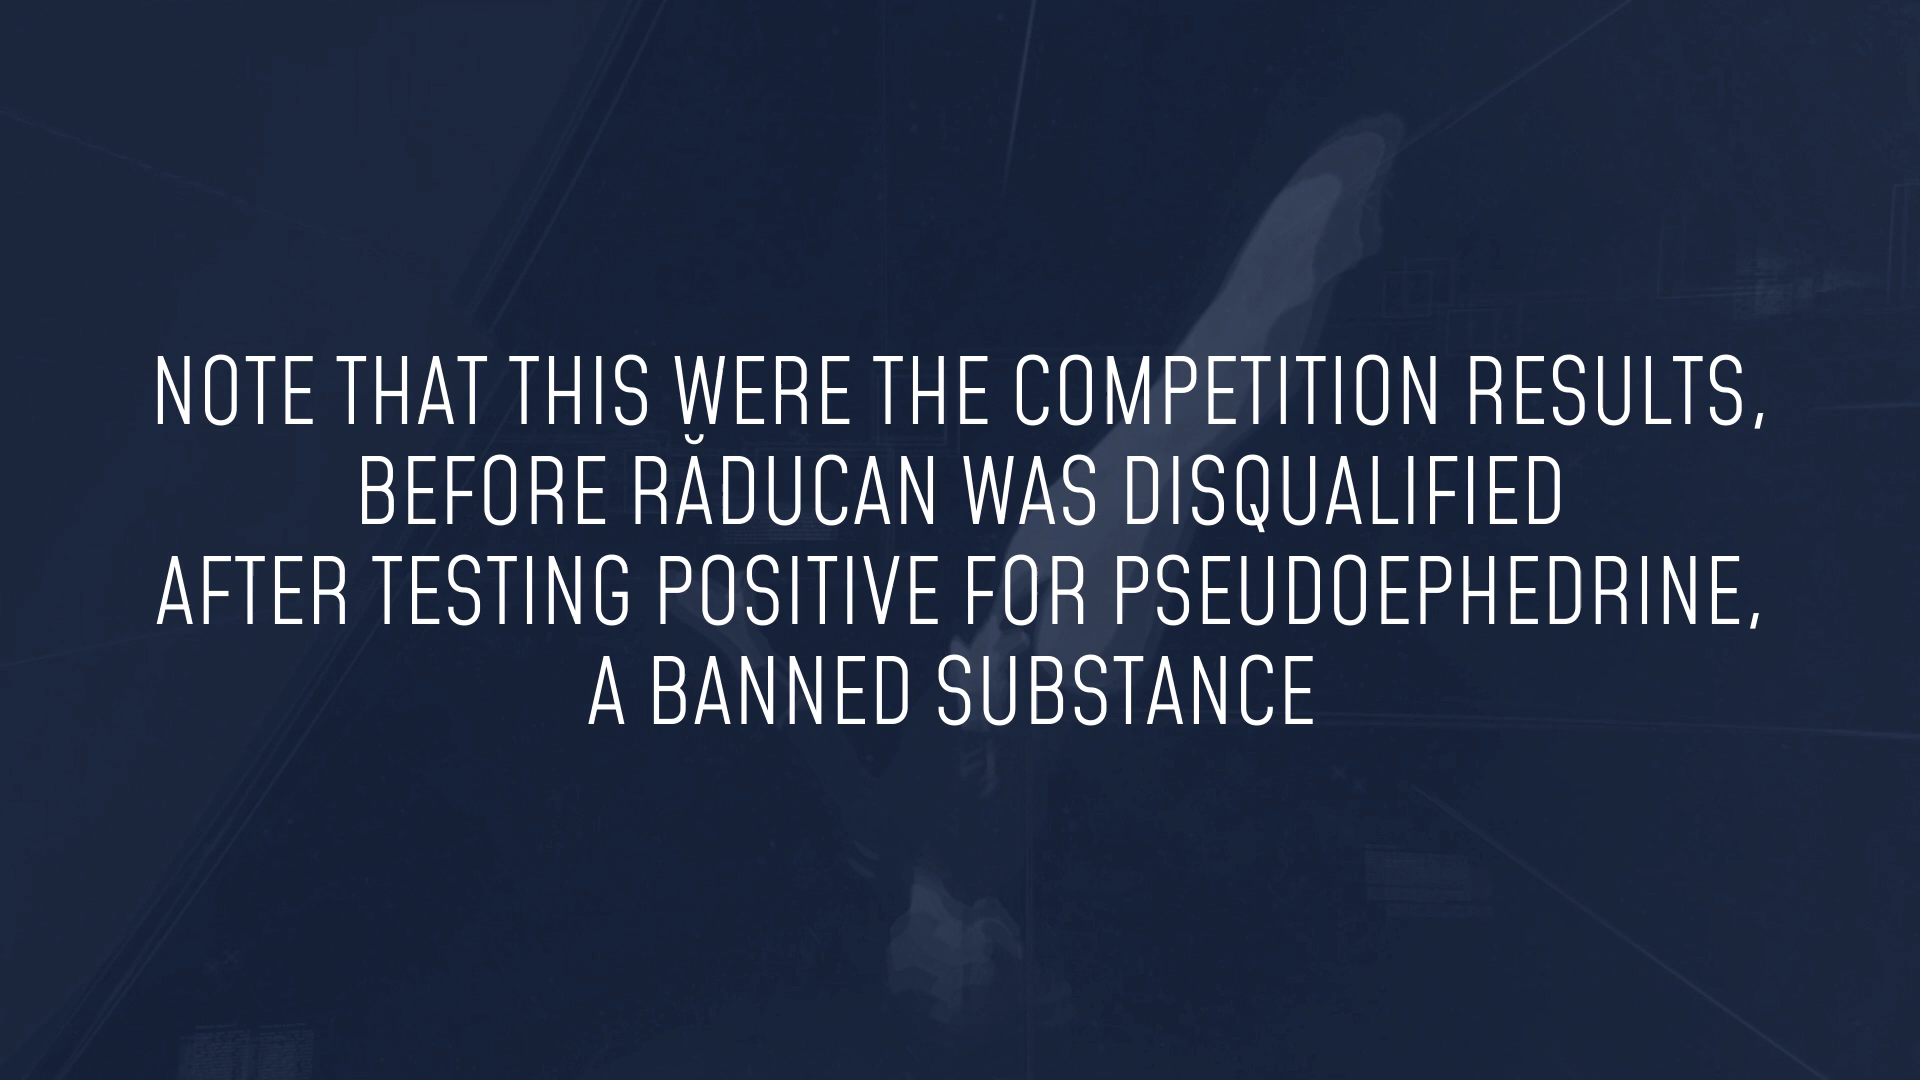 NOTE THAT THIS WERE THE COMPETITION RESULTS,
BEFORE RĂDUCAN WAS DISQUALIFIED
AFTER TESTING POSITIVE FOR PSEUDOEPHEDRINE,
A BANNED SUBSTANCE